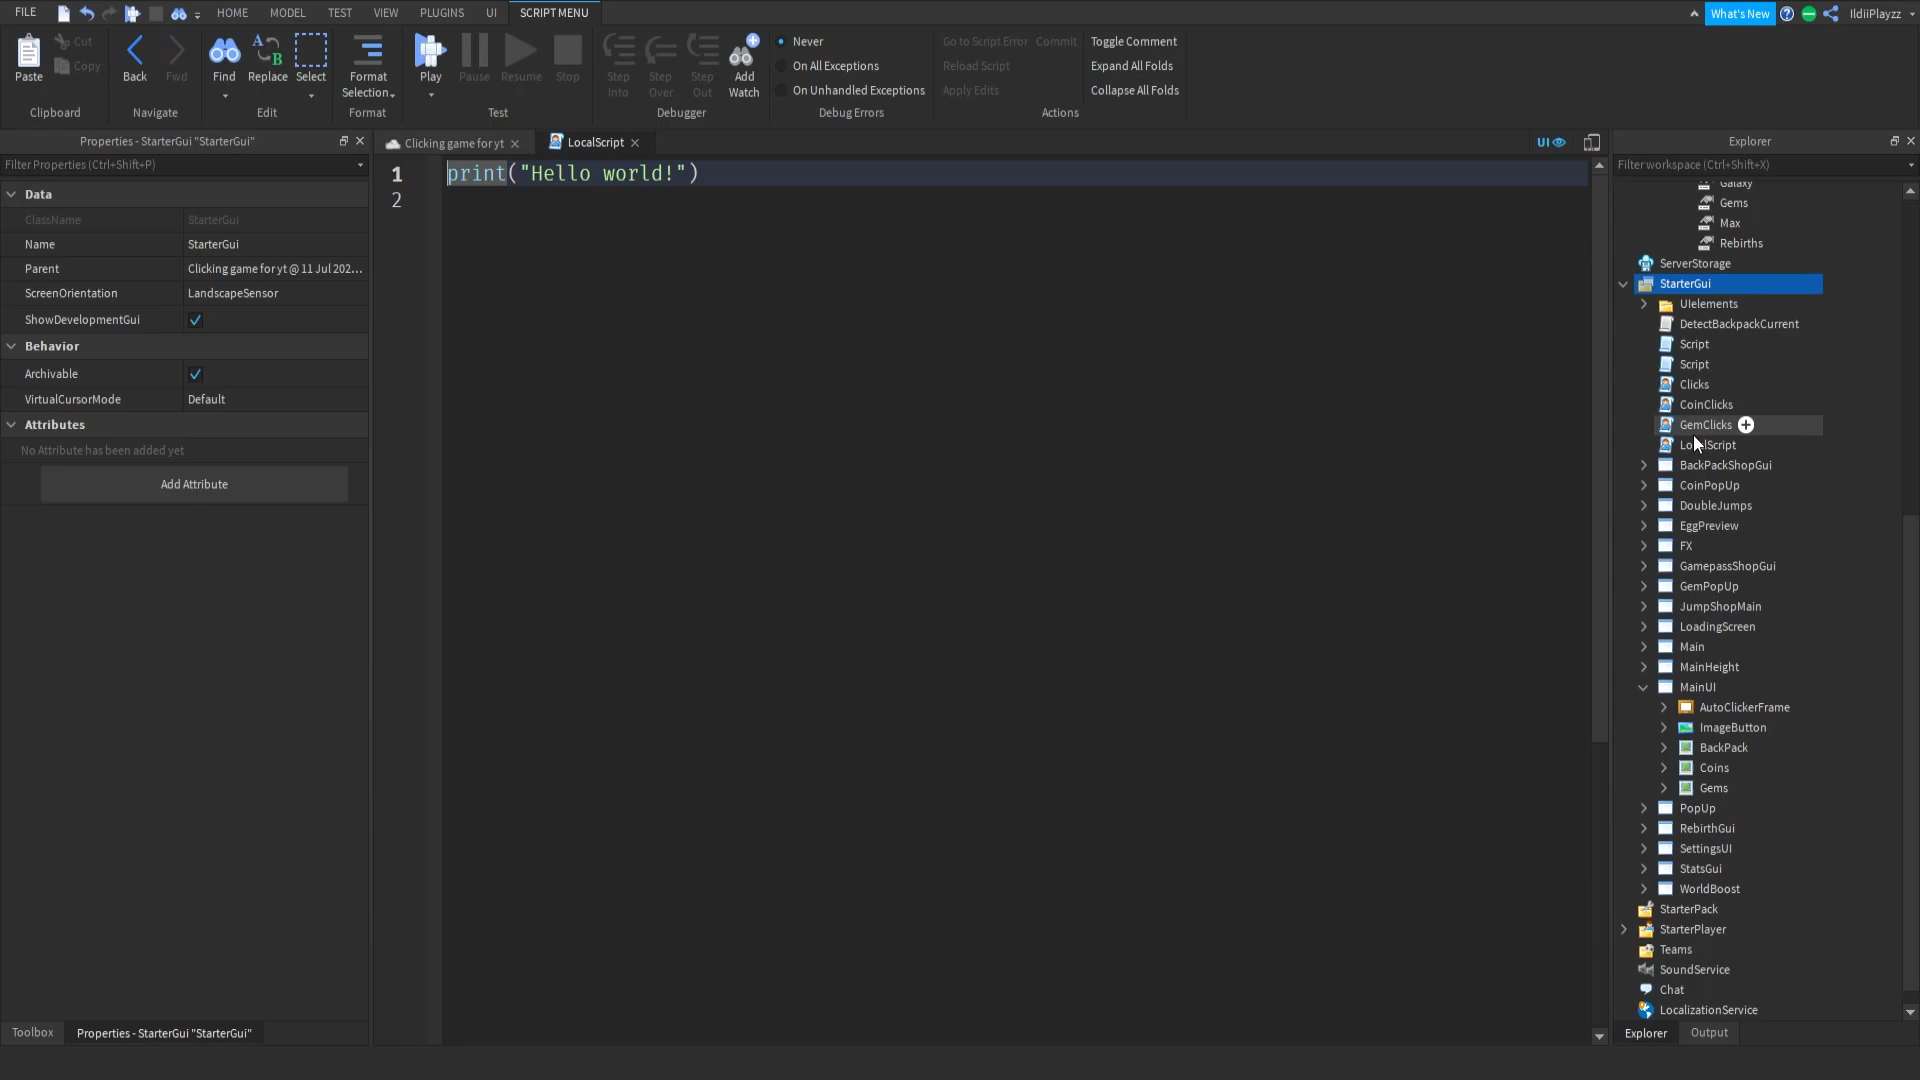 FILE HOME MODEL TEST VIEW PLUGINS UI SCRIPT MENU What's New IldiiPlayzz
Paste Cut Copy Back Fwd Find Replace Select Format Selection Play Pause Resume Stop Step Into Step Over Step Out Add Watch
Never
On All Exceptions
On Unhandled Exceptions
Go to Script Error Commit
Reload Script
Apply Edits
Toggle Comment
Expand All Folds
Collapse All Folds
Clipboard Navigate Edit Format Test Debugger Debug Errors Actions
Properties - StarterGui "StarterGui"
Filter Properties (Ctrl+Shift+P)
Data
ClassName StarterGui
Name StarterGui
Parent Clicking game for yt @ 11 Jul 202...
ScreenOrientation LandscapeSensor
ShowDevelopmentGui
Behavior
Archivable
VirtualCursorMode Default
Attributes
No Attribute has been added yet
Add Attribute
Toolbox Properties - StarterGui "StarterGui"
Clicking game for yt LocalScript UI
1 print("Hello world!")
2
Explorer
Filter workspace (Ctrl+Shift+X)
Galaxy
Gems
Max
Rebirths
ServerStorage
StarterGui
UIelements
DetectBackpackCurrent
Script
Script
Clicks
CoinClicks
GemClicks
LocalScript
BackPackShopGui
CoinPopUp
DoubleJumps
EggPreview
FX
GamepassShopGui
GemPopUp
JumpShopMain
LoadingScreen
Main
MainHeight
MainUI
AutoClickerFrame
ImageButton
BackPack
Coins
Gems
PopUp
RebirthGui
SettingsUI
StatsGui
WorldBoost
StarterPack
StarterPlayer
Teams
SoundService
Chat
LocalizationService
Explorer Output